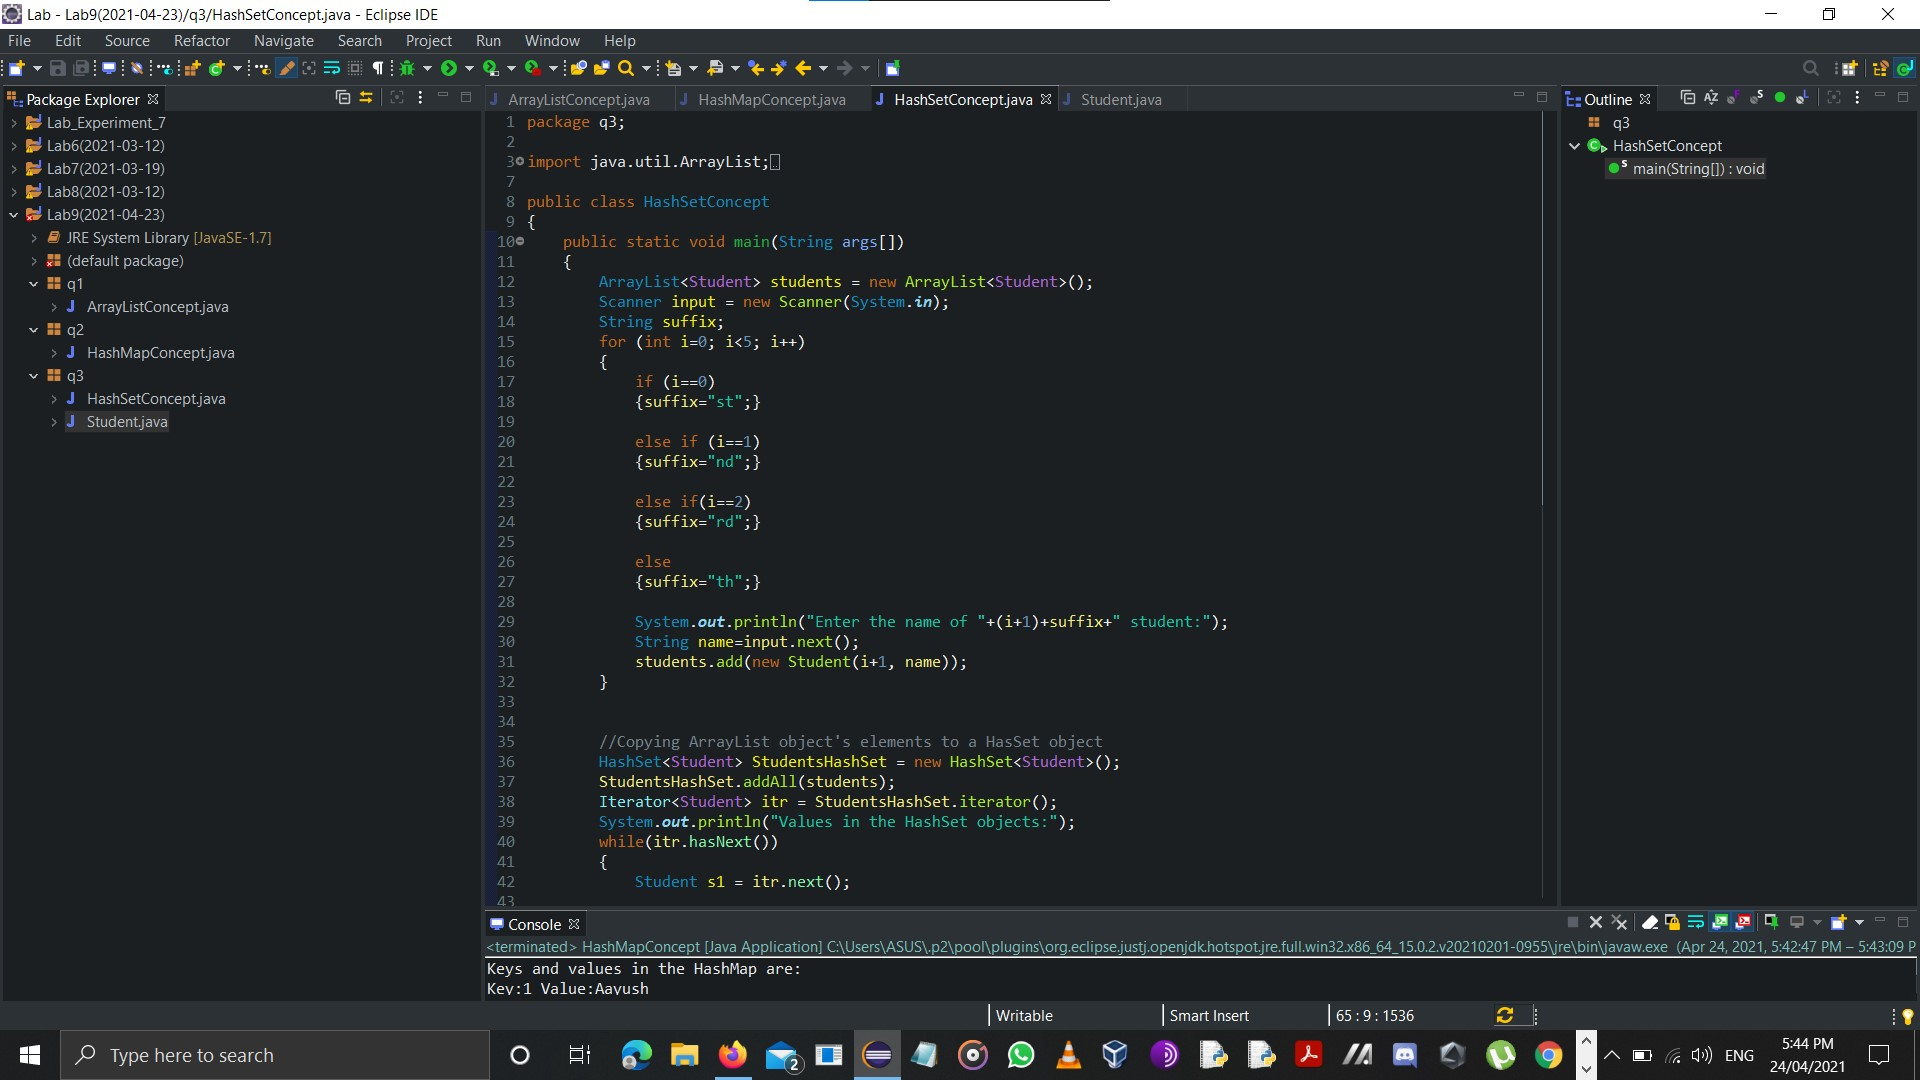 Lab - Lab9(2021-04-23)/q3/HashSetConcept.java - Eclipse IDE
File Edit Source Refactor Navigate Search Project Run Window Help
Package Explorer
Lab_Experiment_7
Lab6(2021-03-12)
Lab7(2021-03-19)
Lab8(2021-03-12)
Lab9(2021-04-23)
JRE System Library [JavaSE-1.7]
(default package)
q1
ArrayListConcept.java
q2
HashMapConcept.java
q3
HashSetConcept.java
Student.java
ArrayListConcept.java HashMapConcept.java HashSetConcept.java Student.java
1 package q3;
2
3 import java.util.ArrayList;
7
8 public class HashSetConcept
9 {
10 public static void main(String args[])
11 {
12 ArrayList<Student> students = new ArrayList<Student>();
13 Scanner input = new Scanner(System.in);
14 String suffix;
15 for (int i=0; i<5; i++)
16 {
17 if (i==0)
18 {suffix="st";}
19
20 else if (i==1)
21 {suffix="nd";}
22
23 else if(i==2)
24 {suffix="rd";}
25
26 else
27 {suffix="th";}
28
29 System.out.println("Enter the name of "+(i+1)+suffix+" student:");
30 String name=input.next();
31 students.add(new Student(i+1, name));
32 }
33
34
35 //Copying ArrayList object's elements to a HasSet object
36 HashSet<Student> StudentsHashSet = new HashSet<Student>();
37 StudentsHashSet.addAll(students);
38 Iterator<Student> itr = StudentsHashSet.iterator();
39 System.out.println("Values in the HashSet objects:");
40 while(itr.hasNext())
41 {
42 Student s1 = itr.next();
43
Outline
q3
HashSetConcept
main(String[]) : void
Console
<terminated> HashMapConcept [Java Application] C:\Users\ASUS\.p2\pool\plugins\org.eclipse.justj.openjdk.hotspot.jre.full.win32.x86_64_15.0.2.v20210201-0955\jre\bin\javaw.exe (Apr 24, 2021, 5:42:47 PM – 5:43:09 P
Keys and values in the HashMap are:
Key:1 Value:Aayush
Writable Smart Insert 65 : 9 : 1536
Type here to search
2
ENG
5:44 PM
24/04/2021